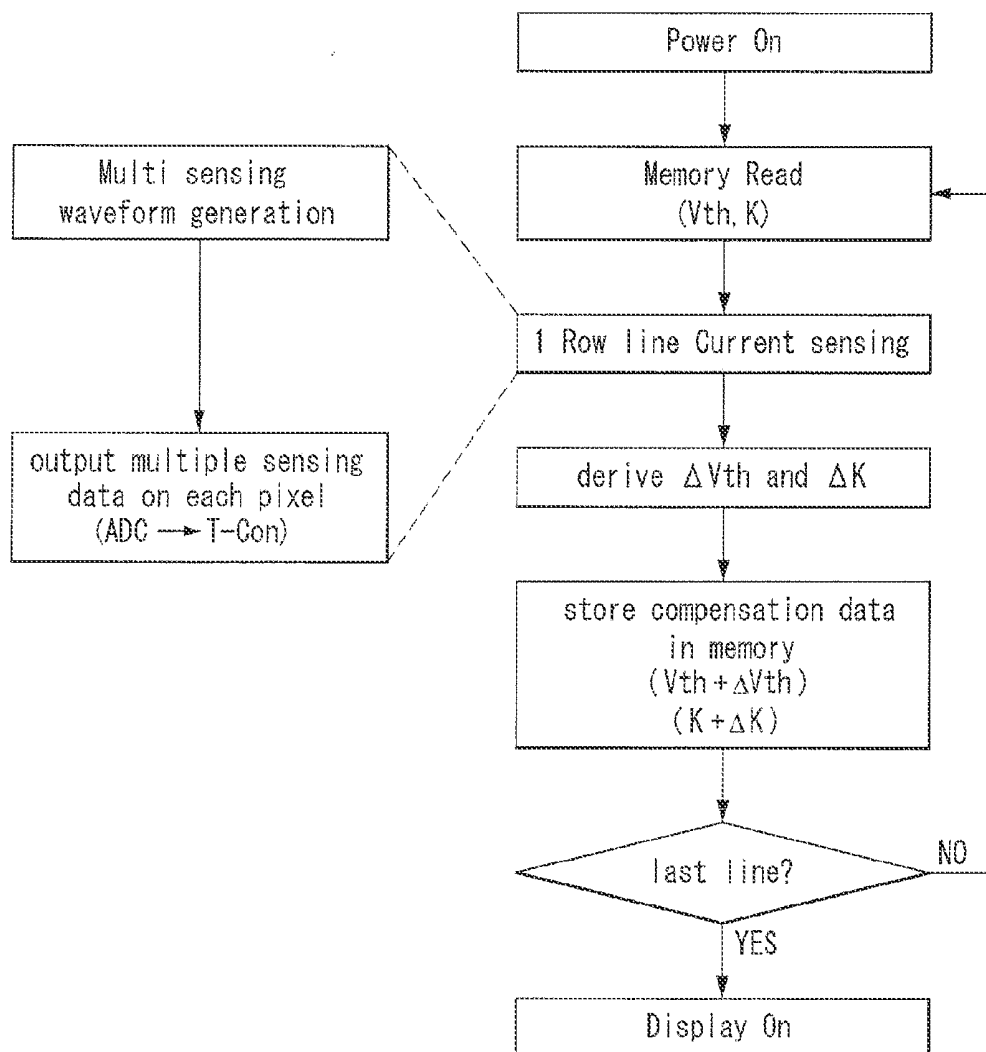 Power On
Memory Read
(Vth, K)
Multi sensing
waveform generation
1 Row line Current sensing
output multiple sensing
data on each pixel
(ADC → T-Con)
derive ΔVth and ΔK
store compensation data
in memory
(Vth+ΔVth)
(K+ΔK)
last line?
NO
YES
Display On